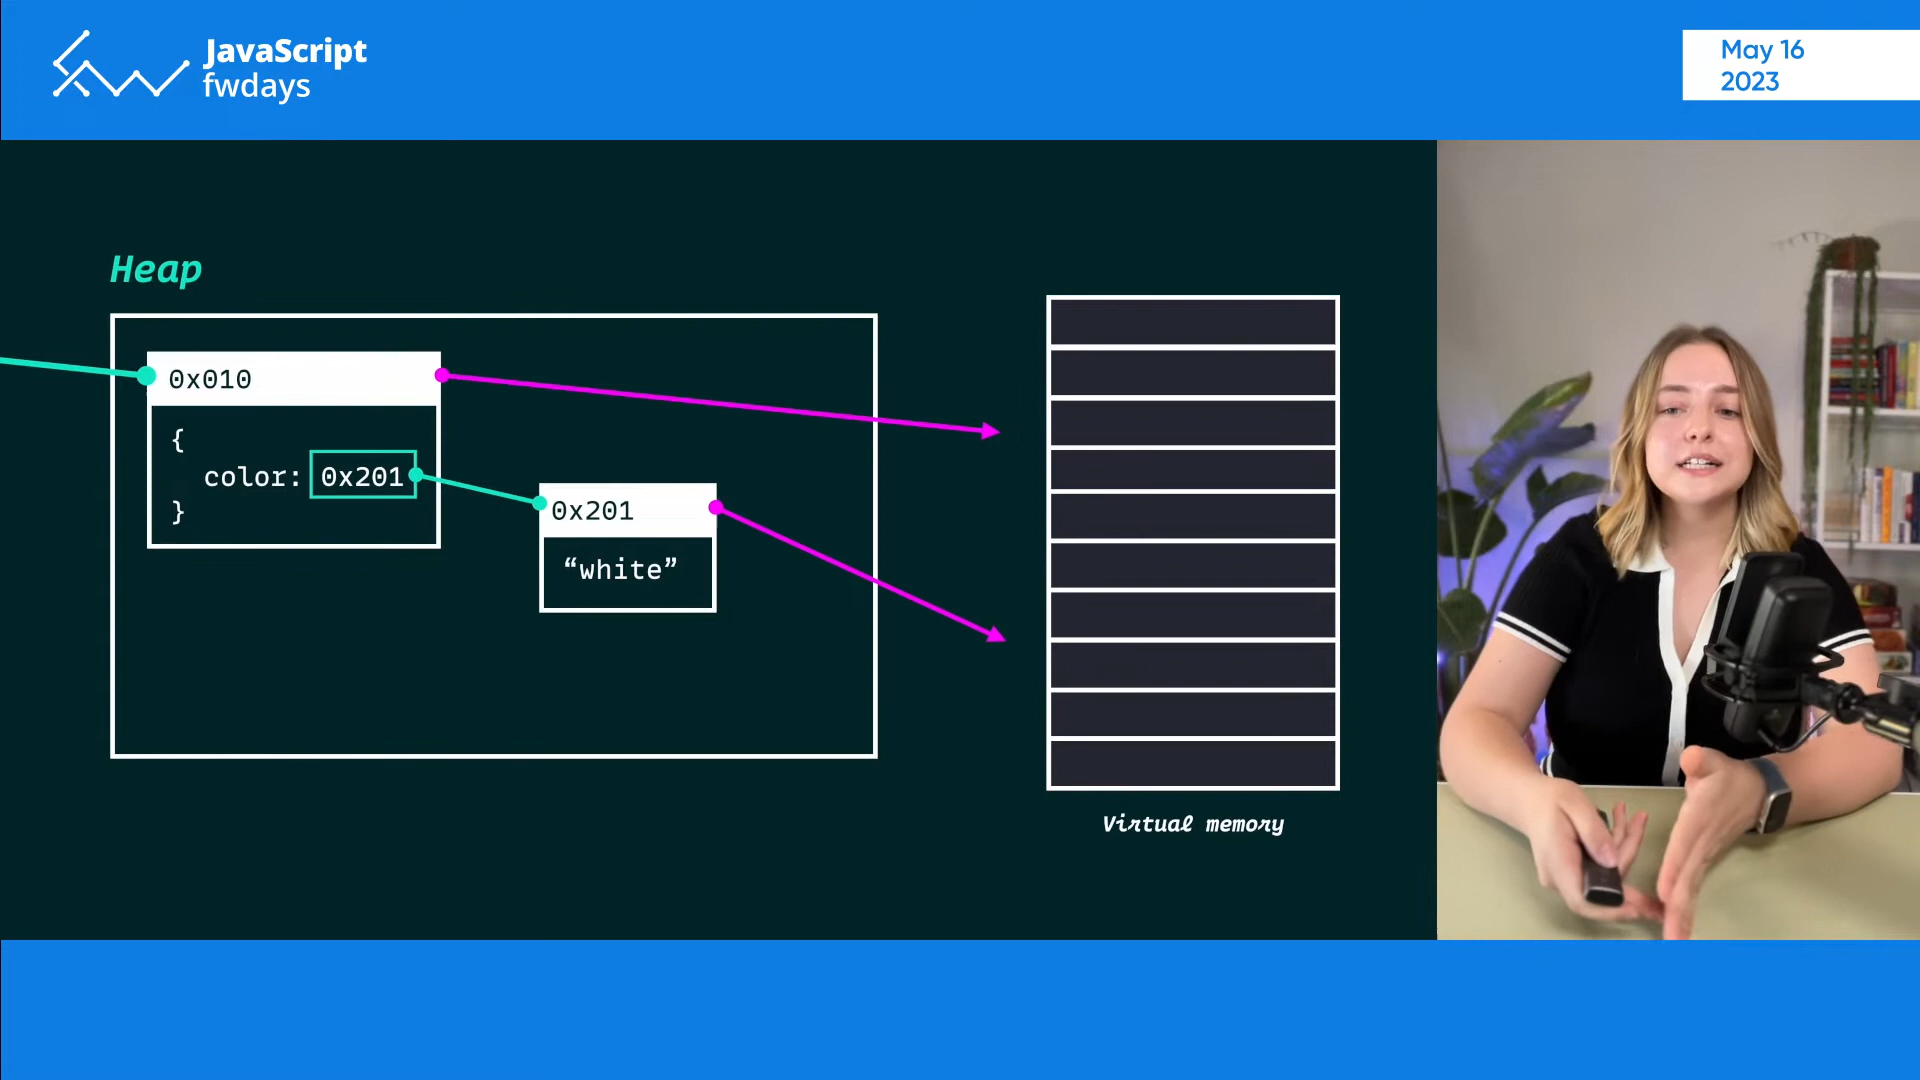 JavaScript
fwdays
May 16
2023
Heap
0x010
{
color: 0x201
}
0x201
“white”
Virtual memory